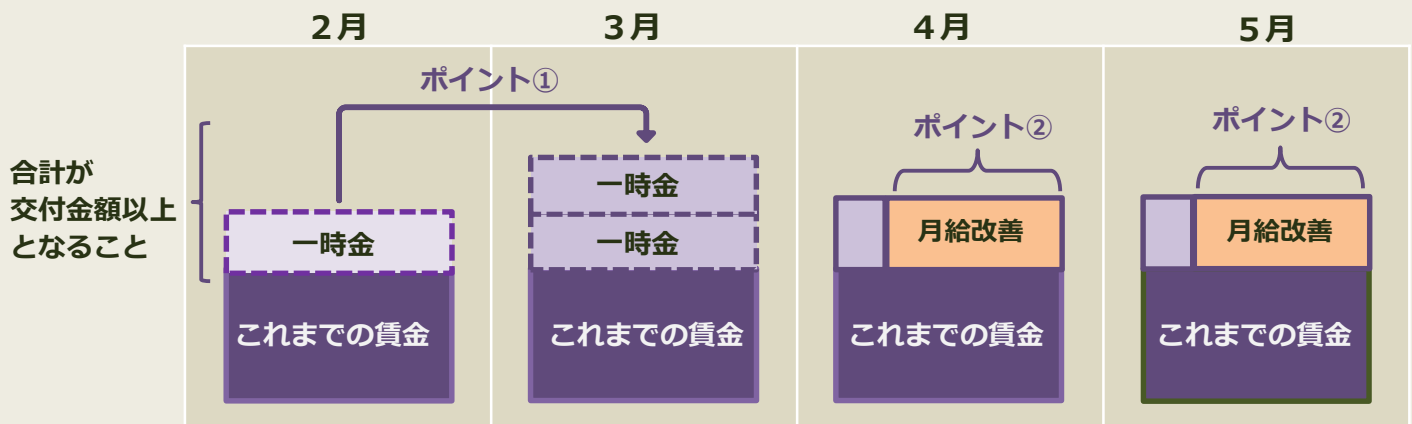 2月
3月
4月
5月
ポイント①
ポイント②
ポイント②
合計が
交付金額以上
となること
一時金
一時金
一時金
月給改善
月給改善
これまでの賃金
これまでの賃金
これまでの賃金
これまでの賃金